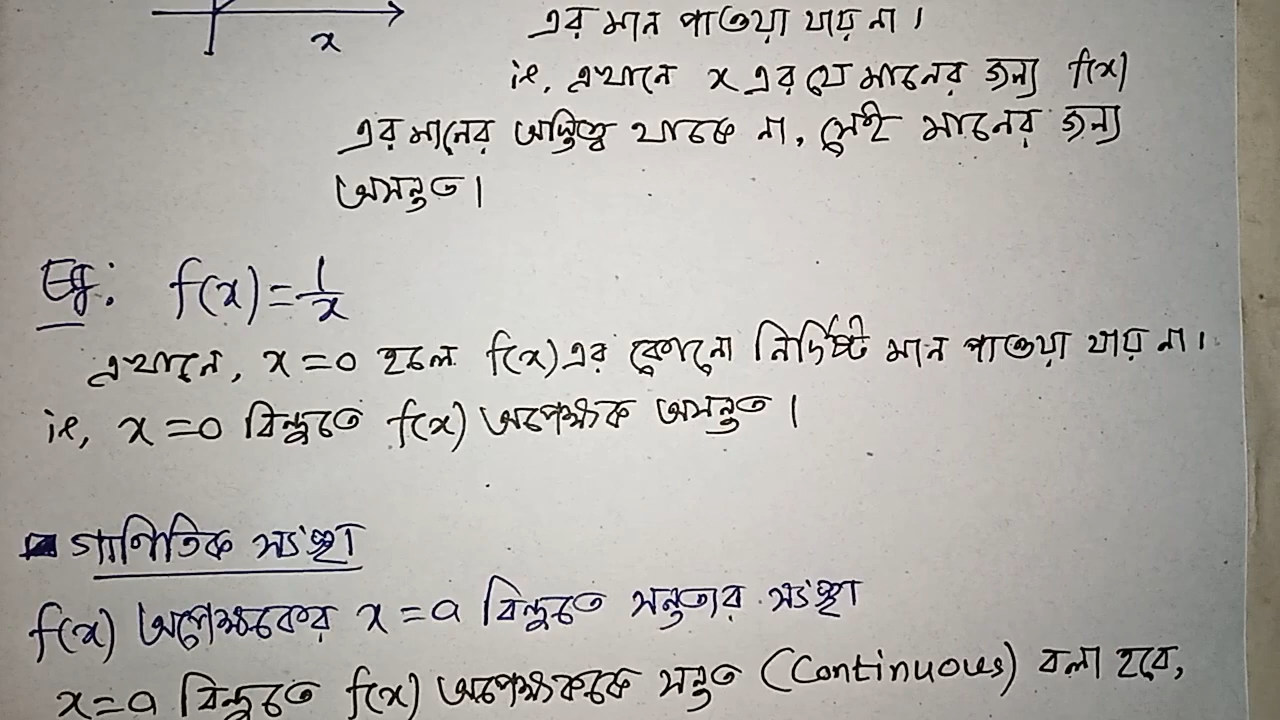 x
এর মান পাওয়া যায় না।
ie, এখানে x এর যে মানের জন্য f(x)
এর মানের অস্তিত্ব থাকে না, সেই মানের জন্য
অসন্তত।
Eg: f(x) = 1/x
এখানে, x = 0 হলে f(x) এর কোনো নির্দিষ্ট মান পাওয়া যায় না।
ie, x = 0 বিন্দুতে f(x) অপেক্ষক অসন্তত।
গাণিতিক সংজ্ঞা
f(x) অপেক্ষকের x = a বিন্দুতে সন্ততার সংজ্ঞা
x = a বিন্দুতে f(x) অপেক্ষককে সন্তত (Continuous) বলা হবে,